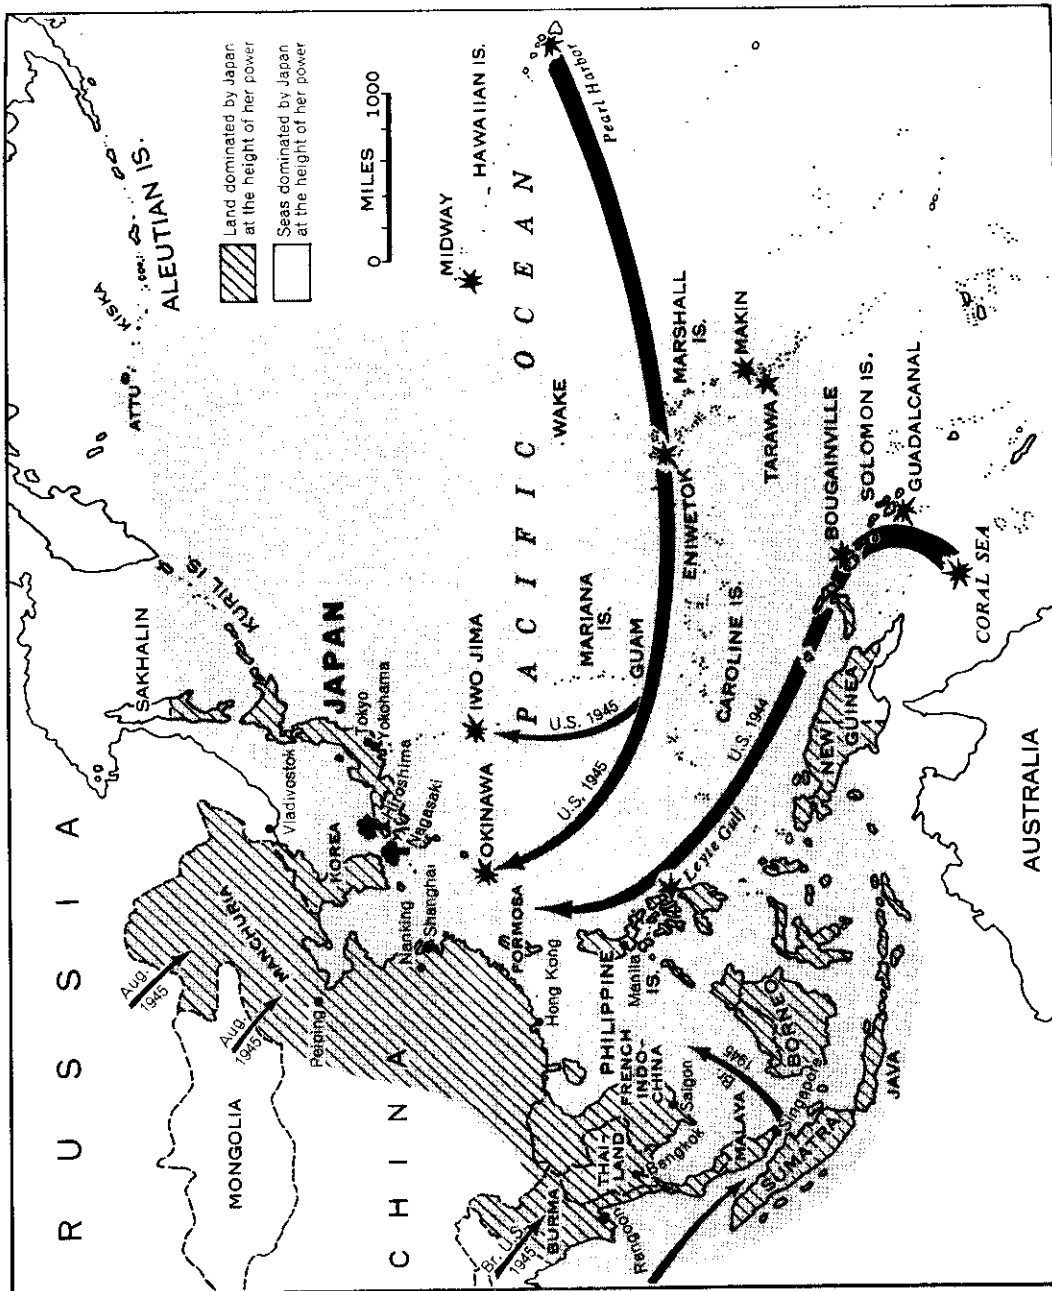 RUSSIA
MONGOLIA
CHINA
Aug.
1945
Aug.
1945
MANCHURIA
Peiping
Br. U.S.
1945
BURMA
Rangoon
THAI-
LAND
Bangkok
FRENCH
INDO-
CHINA
Saigon
MALAYA
Br.
1945
Singapore
SUMATRA
JAVA
BORNEO
PHILIPPINE
IS.
Manila
Hong Kong
FORMOSA
Nanking
Shanghai
KOREA
Vladivostok
SAKHALIN
KURIL IS.
JAPAN
Tokyo
Yokohama
Hiroshima
Nagasaki
OKINAWA
IWO JIMA
U.S. 1945
U.S. 1945
Leyte Gulf
U.S. 1944
PACIFIC OCEAN
MARIANA
IS.
GUAM
CAROLINE IS.
NEW
GUINEA
AUSTRALIA
CORAL SEA
BOUGAINVILLE
SOLOMON IS.
GUADALCANAL
TARAWA
MAKIN
ENIWETOK
MARSHALL
IS.
WAKE
MIDWAY
HAWAIIAN IS.
Pearl Harbor
ATTU
KISKA
ALEUTIAN IS.
Land dominated by Japan
at the height of her power
Seas dominated by Japan
at the height of her power
MILES
0 1000